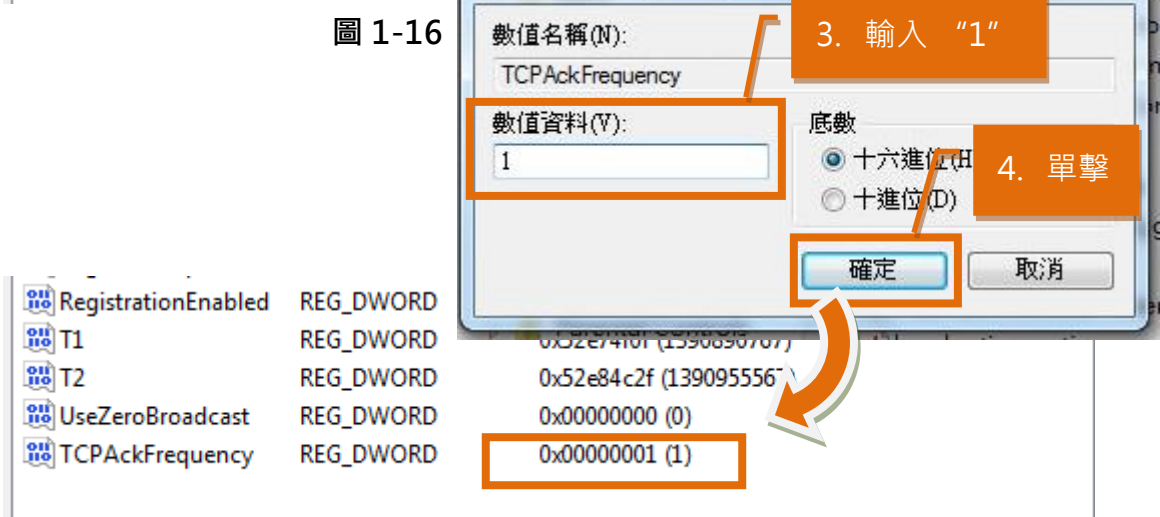 圖 1-16
數值名稱(N):
TCPAckFrequency
3. 輸入 “1”
數值資料(V):
1
底數
十六進位(H
十進位(D)
4. 單擊
確定
取消
RegistrationEnabled REG_DWORD
T1 REG_DWORD
T2 REG_DWORD 0x52e84c2f (1390955567)
UseZeroBroadcast REG_DWORD 0x00000000 (0)
TCPAckFrequency REG_DWORD 0x00000001 (1)